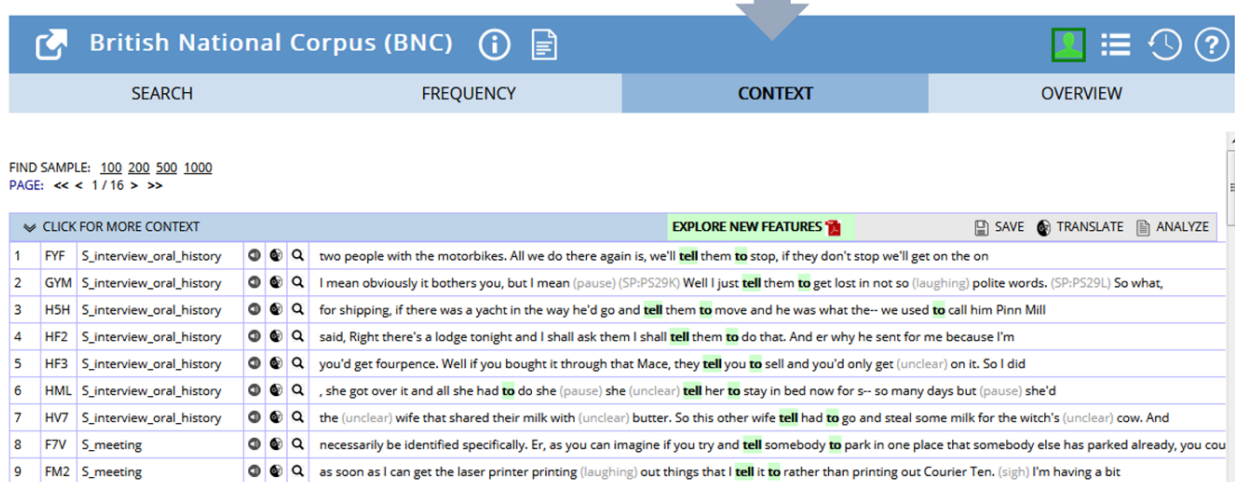 British National Corpus (BNC)
SEARCH FREQUENCY CONTEXT OVERVIEW
FIND SAMPLE: 100 200 500 1000
PAGE: << < 1 / 16 > >>
CLICK FOR MORE CONTEXT EXPLORE NEW FEATURES SAVE TRANSLATE ANALYZE
1 FYF S_interview_oral_history two people with the motorbikes. All we do there again is, we'll tell them to stop, if they don't stop we'll get on the on
2 GYM S_interview_oral_history I mean obviously it bothers you, but I mean (pause) (SP:PS29K) Well I just tell them to get lost in not so (laughing) polite words. (SP:PS29L) So what,
3 H5H S_interview_oral_history for shipping, if there was a yacht in the way he'd go and tell them to move and he was what the-- we used to call him Pinn Mill
4 HF2 S_interview_oral_history said, Right there's a lodge tonight and I shall ask them I shall tell them to do that. And er why he sent for me because I'm
5 HF3 S_interview_oral_history you'd get fourpence. Well if you bought it through that Mace, they tell you to sell and you'd only get (unclear) on it. So I did
6 HML S_interview_oral_history , she got over it and all she had to do she (pause) she (unclear) tell her to stay in bed now for s-- so many days but (pause) she'd
7 HV7 S_interview_oral_history the (unclear) wife that shared their milk with (unclear) butter. So this other wife tell had to go and steal some milk for the witch's (unclear) cow. And
8 F7V S_meeting necessarily be identified specifically. Er, as you can imagine if you try and tell somebody to park in one place that somebody else has parked already, you cou
9 FM2 S_meeting as soon as I can get the laser printer printing (laughing) out things that I tell it to rather than printing out Courier Ten. (sigh) I'm having a bit